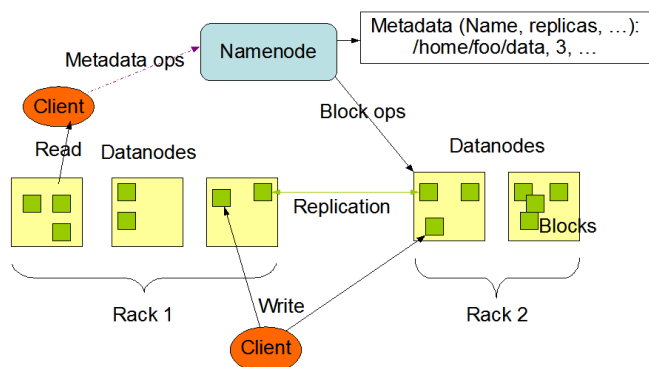 Metadata (Name, replicas, …):
/home/foo/data, 3, …
Namenode
Metadata ops
Client
Block ops
Read
Datanodes
Datanodes
Replication
Blocks
Write
Rack 1
Rack 2
Client